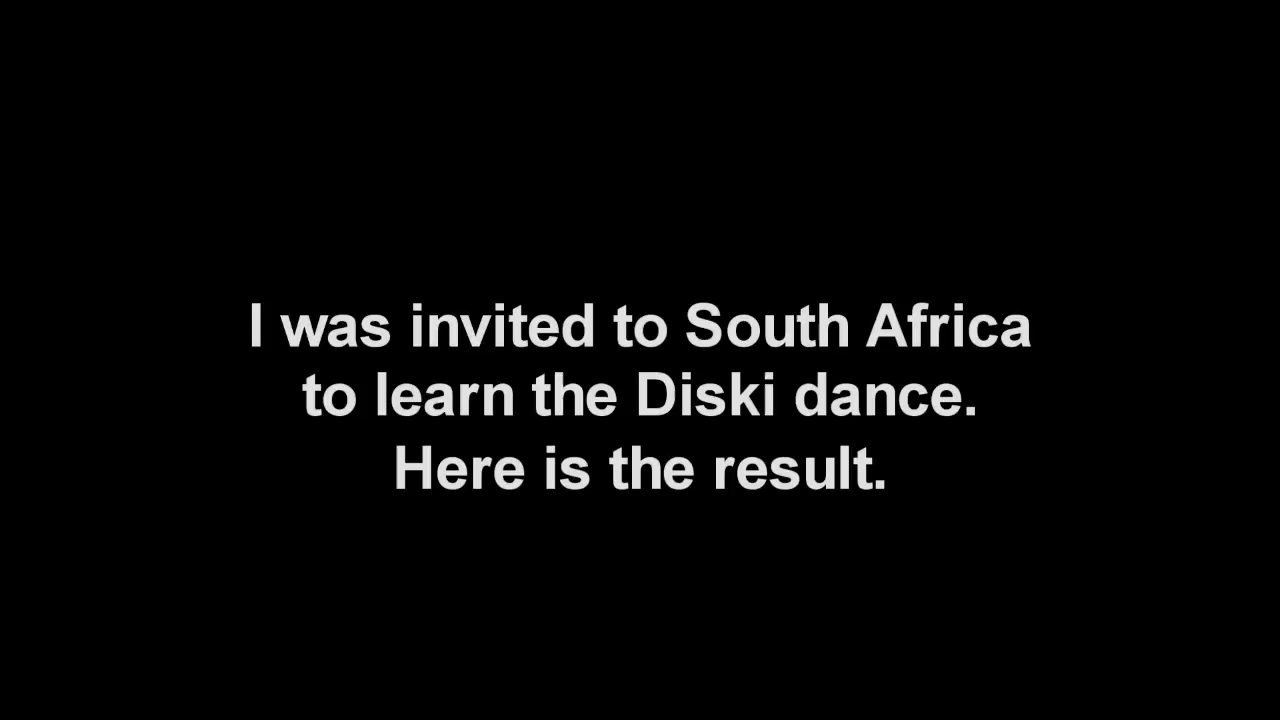 I was invited to South Africa
to learn the Diski dance.
Here is the result.